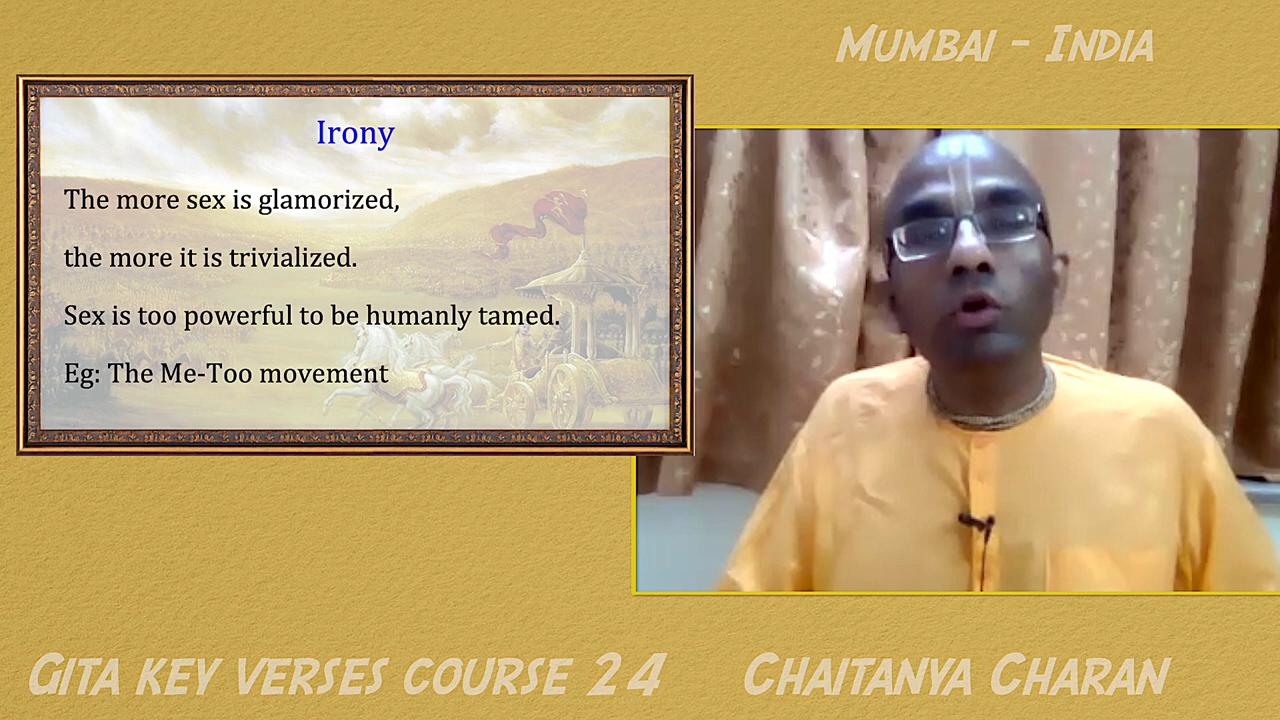 Mumbai - India
Irony
The more sex is glamorized,
the more it is trivialized.
Sex is too powerful to be humanly tamed.
Eg: The Me-Too movement
Gita key verses course 24
Chaitanya Charan